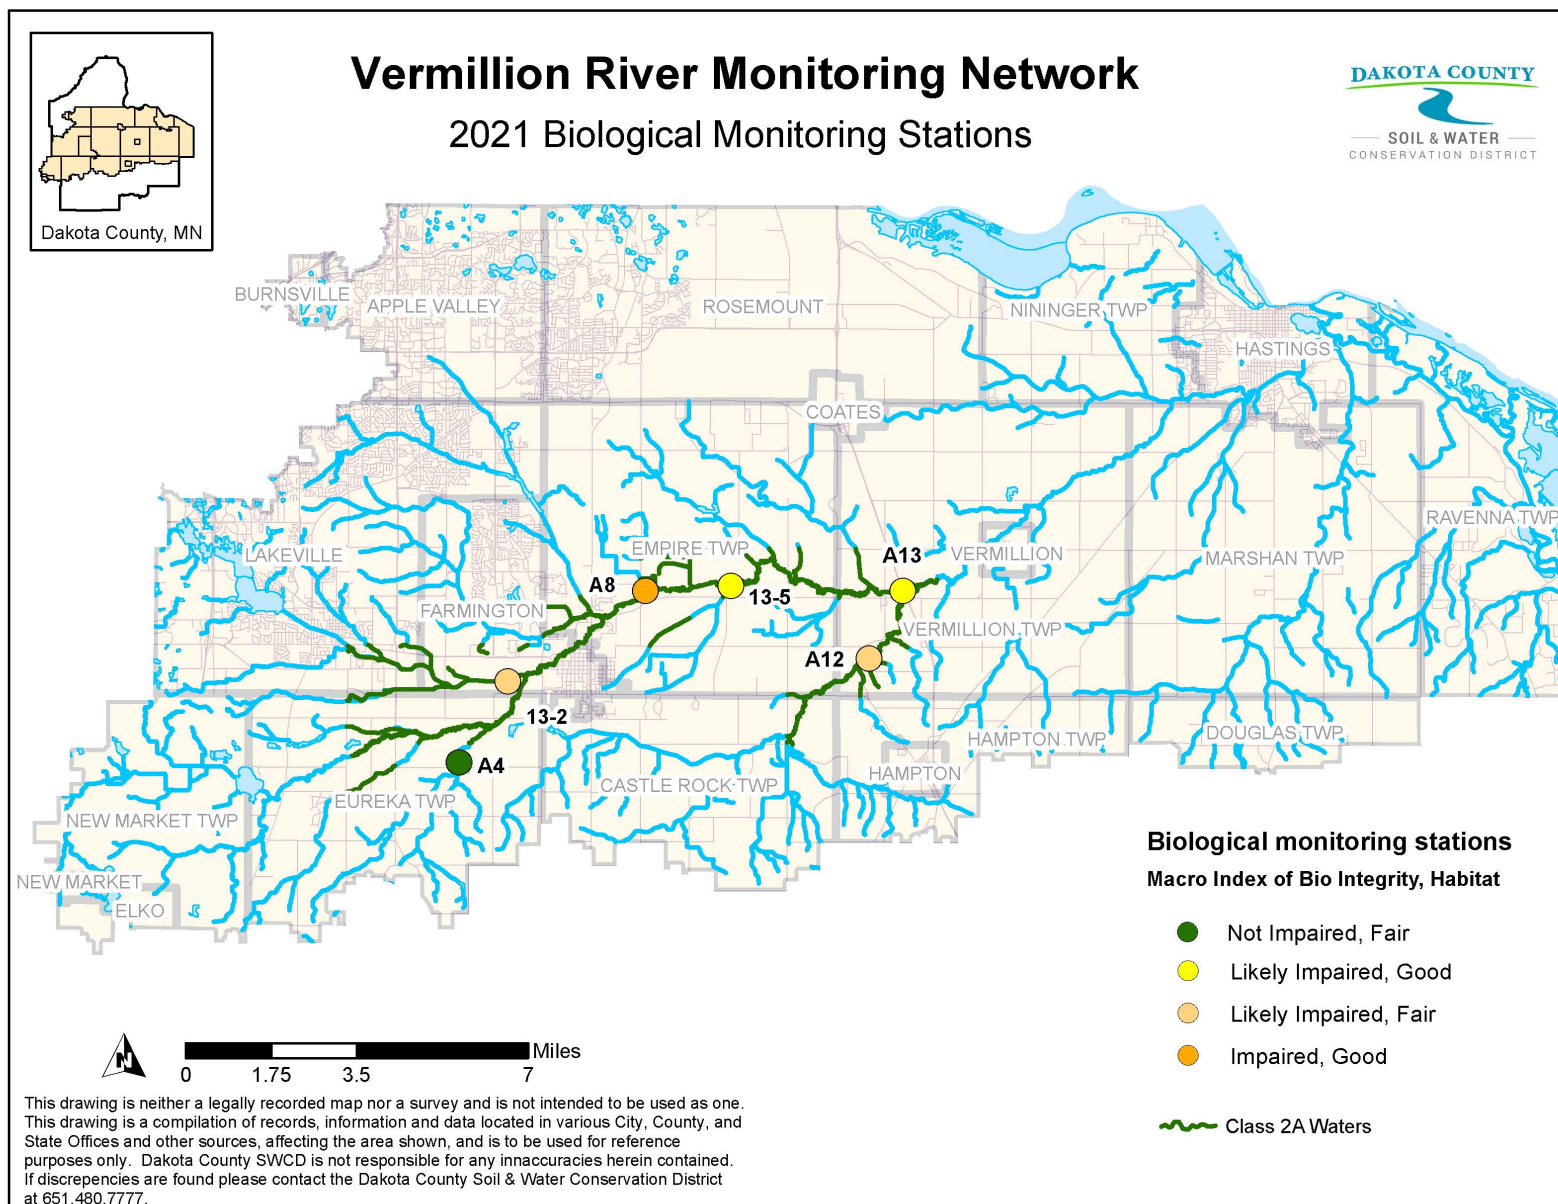 Vermillion River Monitoring Network
2021 Biological Monitoring Stations
DAKOTA COUNTY
SOIL & WATER
CONSERVATION DISTRICT
Dakota County, MN
BURNSVILLE
APPLE VALLEY
ROSEMOUNT
NININGER TWP
HASTINGS
COATES
RAVENNA TWP
LAKEVILLE
EMPIRE TWP
A13
VERMILLION
MARSHAN TWP
A8
13-5
FARMINGTON
VERMILLION TWP
A12
13-2
HAMPTON TWP
DOUGLAS TWP
A4
HAMPTON
CASTLE ROCK TWP
EUREKA TWP
NEW MARKET TWP
NEW MARKET
ELKO
Biological monitoring stations
Macro Index of Bio Integrity, Habitat
Not Impaired, Fair
Likely Impaired, Good
Likely Impaired, Fair
Impaired, Good
Class 2A Waters
N
Miles
0 1.75 3.5 7
This drawing is neither a legally recorded map nor a survey and is not intended to be used as one.
This drawing is a compilation of records, information and data located in various City, County, and
State Offices and other sources, affecting the area shown, and is to be used for reference
purposes only. Dakota County SWCD is not responsible for any innaccuracies herein contained.
If discrepencies are found please contact the Dakota County Soil & Water Conservation District
at 651.480.7777.